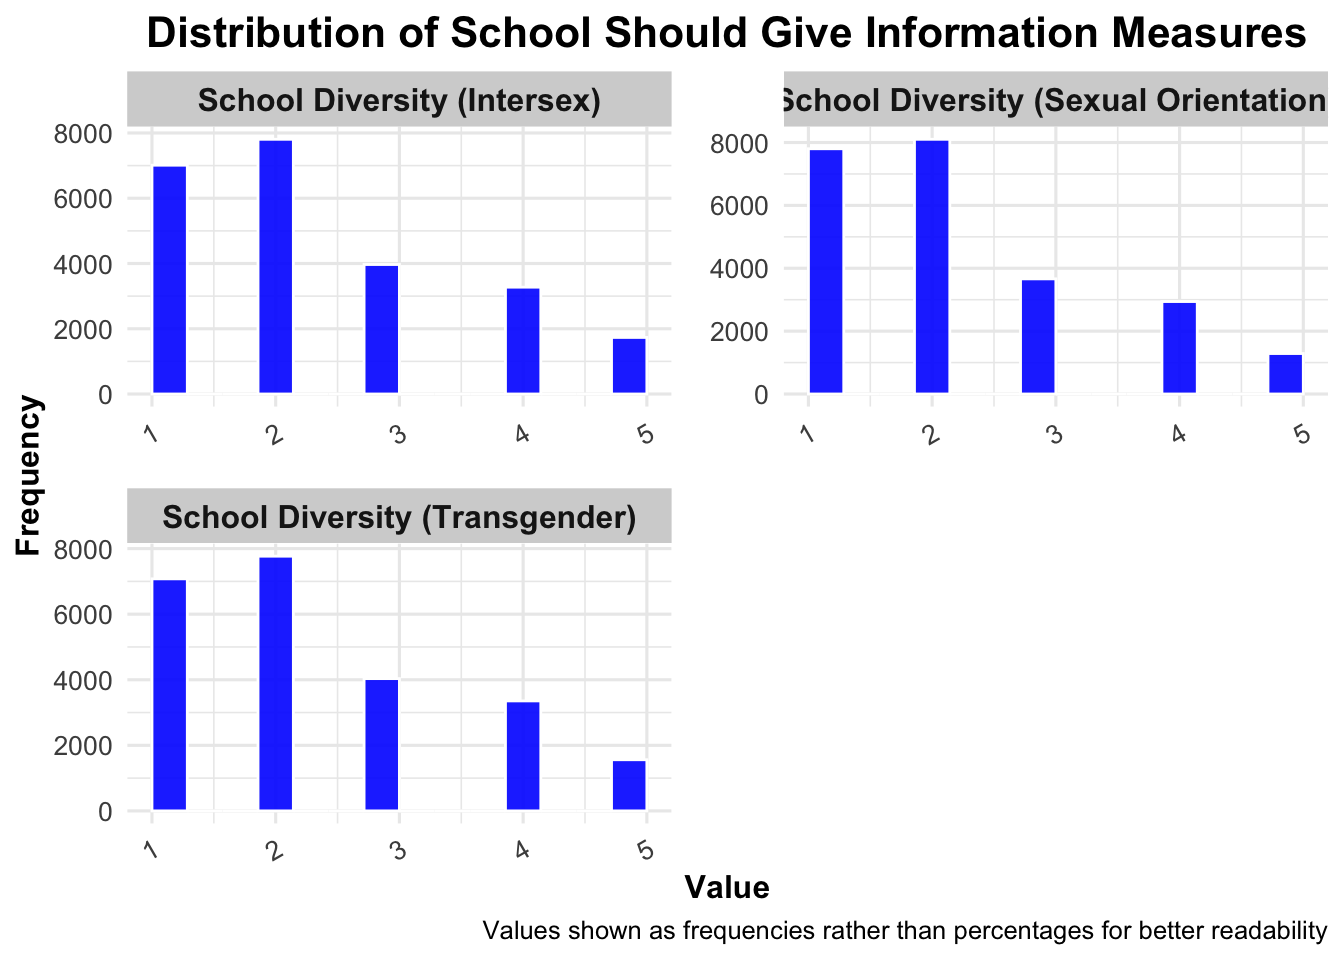 Distribution of School Should Give Information Measures
School Diversity (Intersex)
School Diversity (Sexual Orientation
8000
6000
4000
2000
0
1 2 3 4 5
8000
6000
4000
2000
0
1 2 3 4 5
Frequency
School Diversity (Transgender)
8000
6000
4000
2000
0
1 2 3 4 5
Value
Values shown as frequencies rather than percentages for better readability